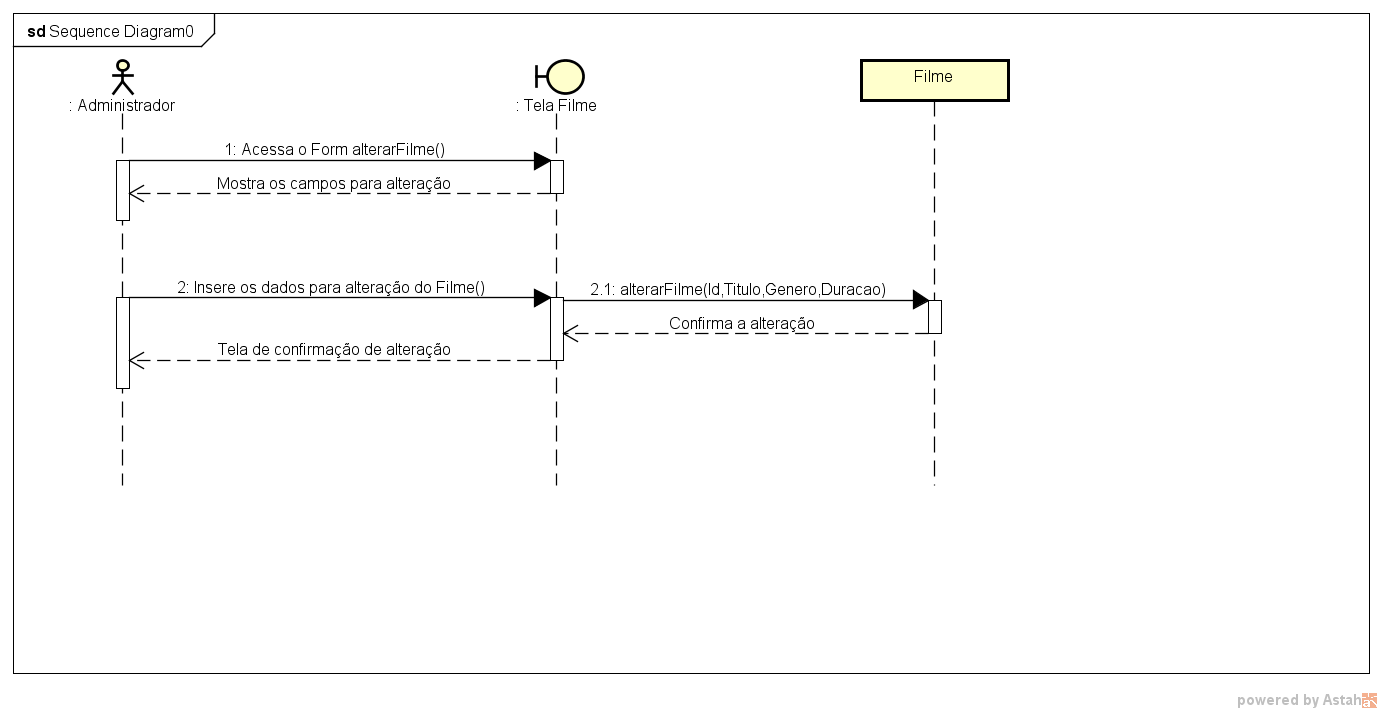 sd Sequence Diagram0
: Administrador
: Tela Filme
Filme
1: Acessa o Form alterarFilme()
Mostra os campos para alteração
2: Insere os dados para alteração do Filme()
2.1: alterarFilme(Id,Titulo,Genero,Duracao)
Confirma a alteração
Tela de confirmação de alteração
powered by Astah